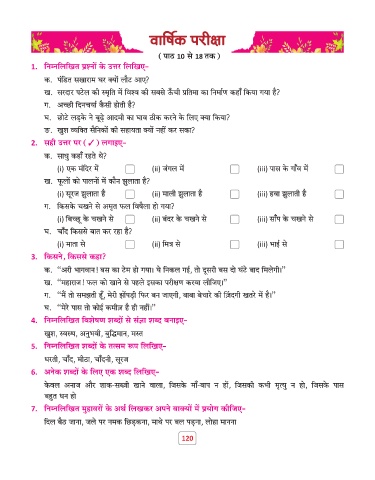 वार्षिक परीक्षा
( पाठ 10 से 18 तक )
1. निम्नलिखित प्रश्नों के उत्तर लिखिए–
क. पंडित सखाराम घर क्यों लौट आए?
ख. सरदार पटेल की स्मृति में विश्व की सबसे ऊँची प्रतिमा का निर्माण कहाँ किया गया है?
ग. अच्छी दिनचर्या कैसी होती है?
घ. छोटे लड़के ने बूढ़े आदमी का घाव ठीक करने के लिए क्या किया?
ङ. खुश व्यक्ति सैनिकों की सहायता क्यों नहीं कर सका?
2. सही उत्तर पर ( ✓ ) लगाइए–
क. साधु कहाँ रहते थे?
(i) एक मंदिर में (ii) जंगल में (iii) पास के गाँव में
ख. फूलों को पालनों में कौन झुलाता है?
(i) सूरज झुलाता है (ii) माली झुलाता है (iii) हवा झुलाती है
ग. किसके चखने से अमृत फल विषैला हो गया?
(i) बिच्छू के चखने से (ii) बंदर के चखने से (iii) साँप के चखने से
घ. चाँद किससे बात कर रहा है?
(i) माता से (ii) मित्र से (iii) भाई से
3. किसने, किससे कहा?
क. “अरी भागवान! बस का टेम हो गया। ये निकल गई, तो दूसरी बस दो घंटे बाद मिलेगी।”
ख. “महाराज! फल को खाने से पहले इसका परीक्षण करवा लीजिए।”
ग. “मैं तो समझती हूँ, मेरी झोंपड़ी फिर बन जाएगी, बाबा बेचारे की ज़िंदगी खतरे में है।”
घ. “मेरे पास तो कोई कमीज़ है ही नहीं।”
4. निम्नलिखित विशेषण शब्दों से संज्ञा शब्द बनाइए–
खुश, स्वस्थ, अनुभवी, बुद्धिमान, मस्त
5. निम्नलिखित शब्दों के तत्सम रूप लिखिए–
धरती, चाँद, मीठा, चाँदनी, सूरज
6. अनेक शब्दों के लिए एक शब्द लिखिए–
केवल अनाज और शाक-सब्ज़ी खाने वाला, जिसके माँ-बाप न हों, जिसकी कभी मृत्यु न हो, जिसके पास
बहुत धन हो
7. निम्नलिखित मुहावरों के अर्थ लिखकर अपने वाक्यों में प्रयोग कीजिए–
दिल बैठ जाना, जले पर नमक छिड़कना, माथे पर बल पड़ना, लोहा मानना
120